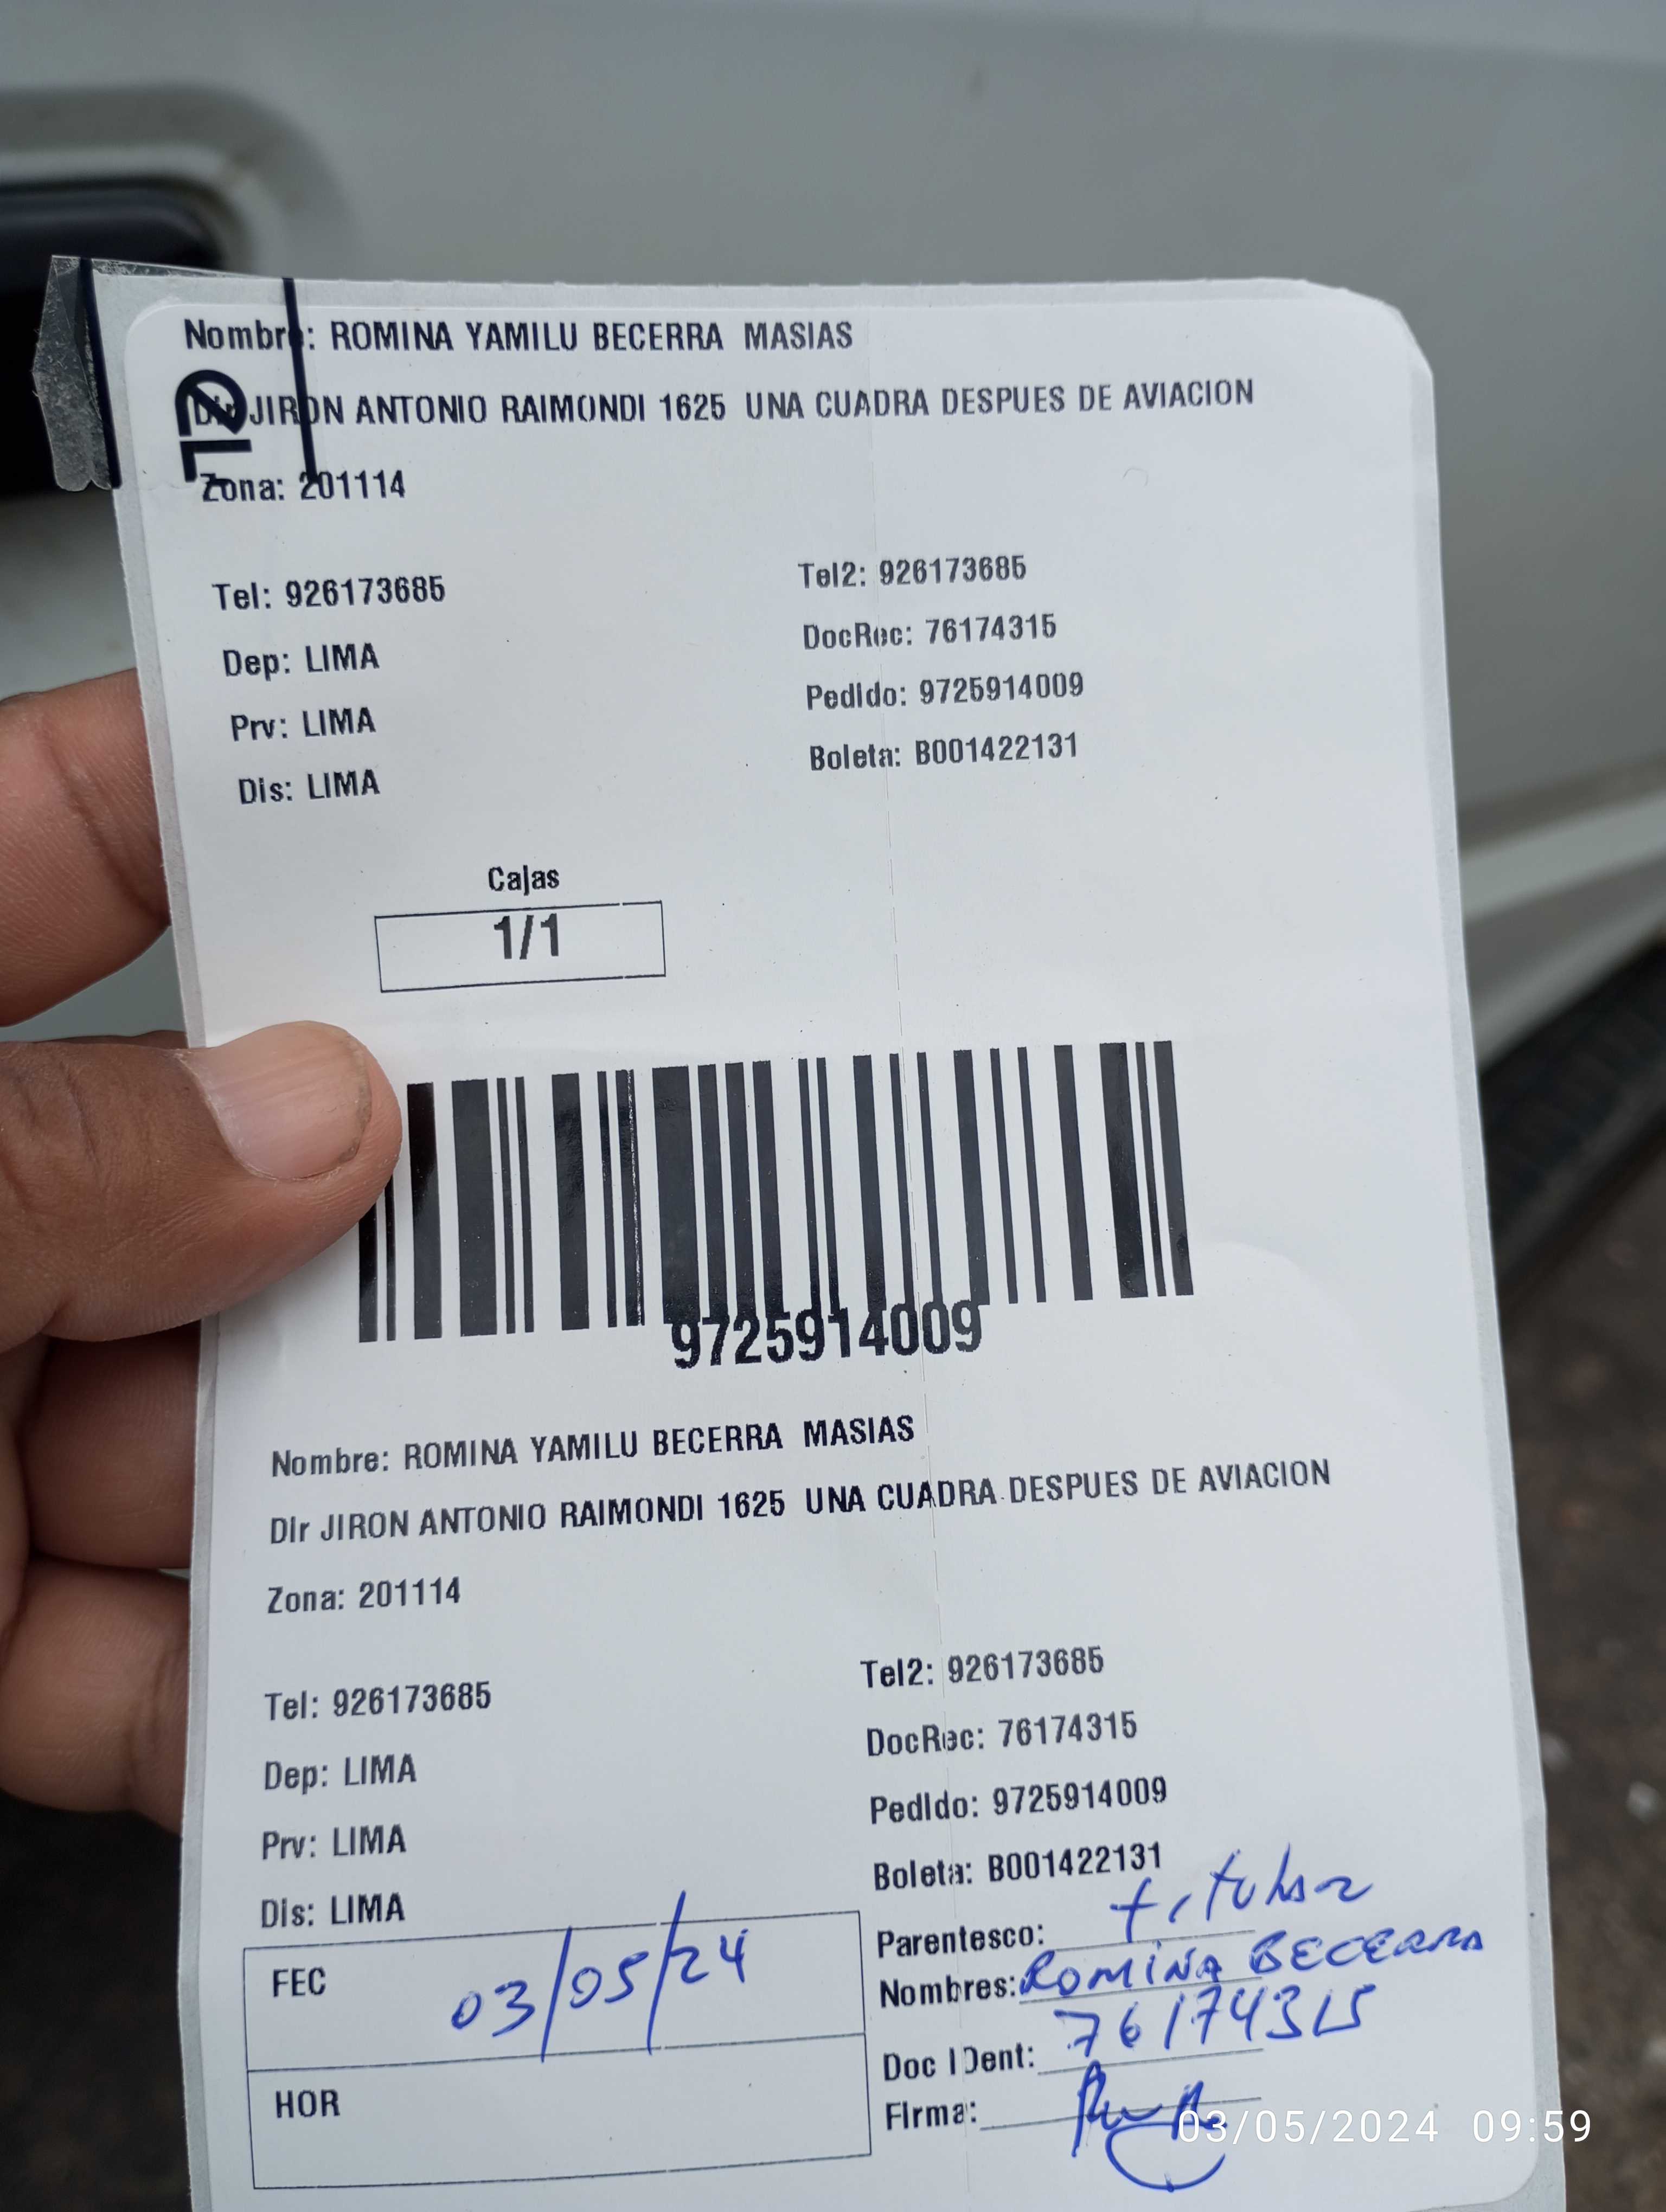 Nombre: ROMINA YAMILU BECERRA MASIAS
Dir JIRON ANTONIO RAIMONDI 1625 UNA CUADRA DESPUES DE AVIACION
Zona: 201114
Tel: 926173685
Tel2: 926173685
DocRec: 76174315
Dep: LIMA
Pedido: 9725914009
Prv: LIMA
Boleta: B001422131
Dis: LIMA
Cajas
1/1
9725914009
Nombre: ROMINA YAMILU BECERRA MASIAS
Dir JIRON ANTONIO RAIMONDI 1625 UNA CUADRA DESPUES DE AVIACION
Zona: 201114
Tel: 926173685
Tel2: 926173685
DocRec: 76174315
Dep: LIMA
Pedido: 9725914009
Prv: LIMA
Boleta: B001422131
Dis: LIMA
Parentesco: titular
FEC 03/05/24
Nombres: ROMINA BECERRA
Doc IDent: 76174315
HOR
Firma:
03/05/2024 09:59